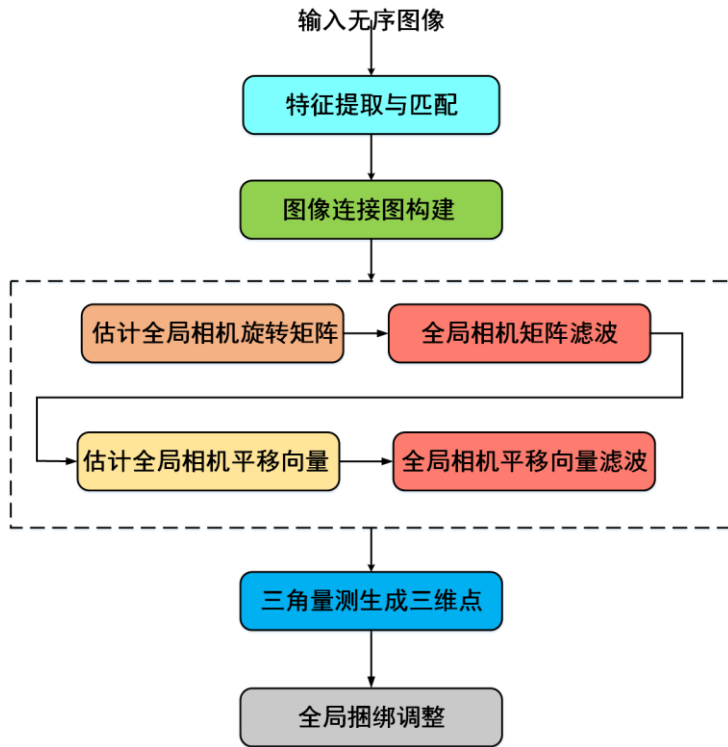 输入无序图像
特征提取与匹配
图像连接图构建
估计全局相机旋转矩阵
全局相机矩阵滤波
估计全局相机平移向量
全局相机平移向量滤波
三角量测生成三维点
全局捆绑调整